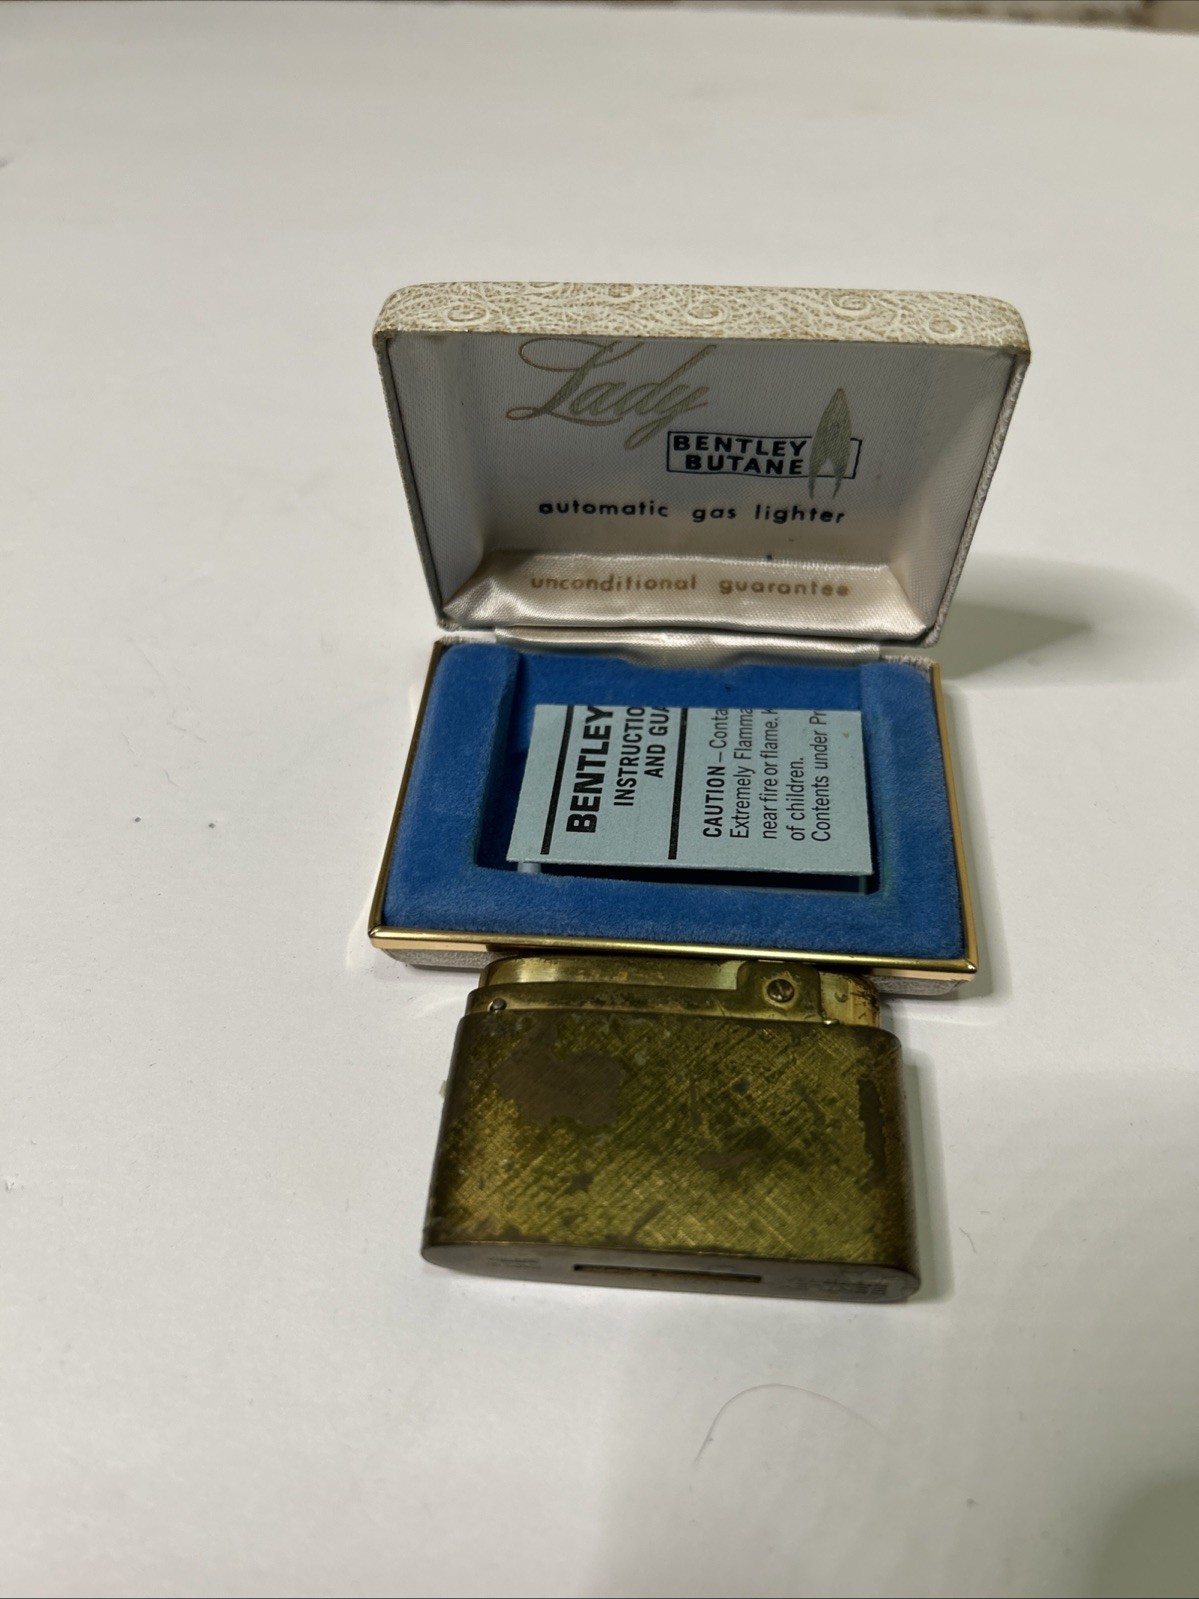 Lady
BENTLEY
BUTANE
automatic gas lighter
unconditional guarantee
BENTLEY
INSTRUCTIO
AND GUA
CAUTION – Conta
Extremely Flamma
near fire or flame. K
of children.
Contents under Pr